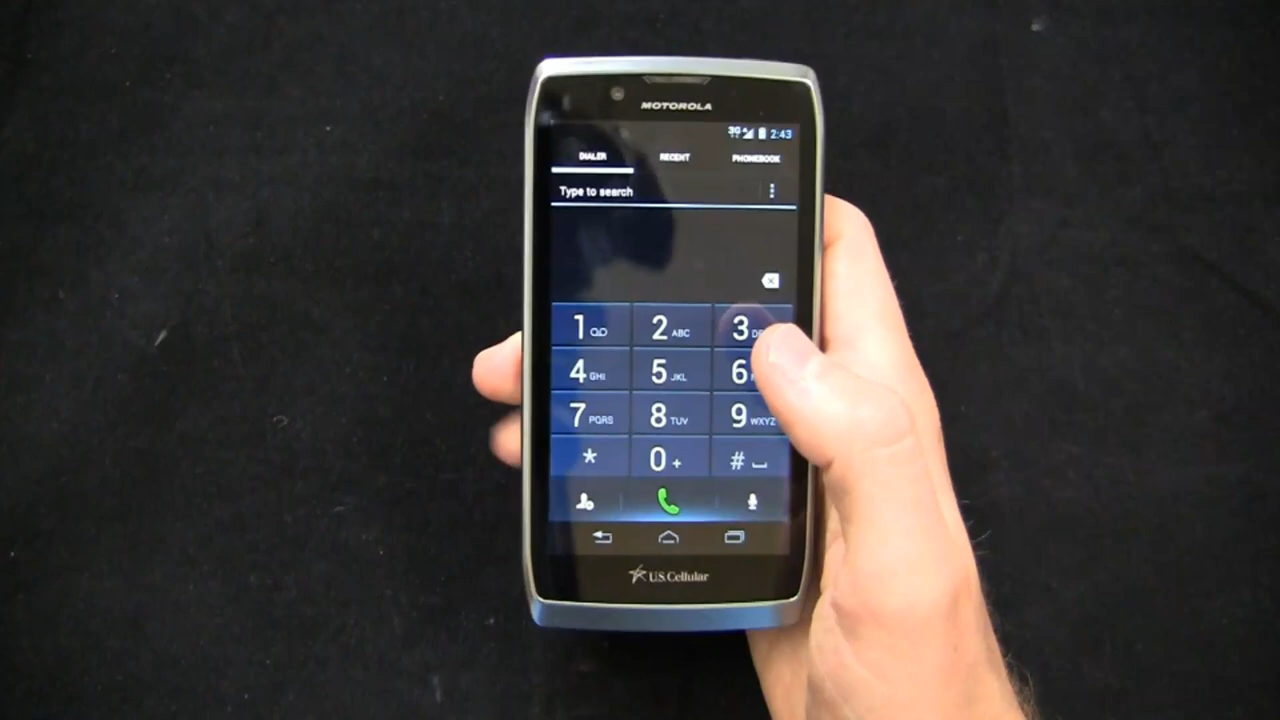 MOTOROLA
3G 2:43
DIALER RECENT PHONEBOOK
Type to search
1 2 ABC 3
4 GHI 5 JKL 6
7 PQRS 8 TUV 9 WXYZ
* 0 + #
U.S. Cellular